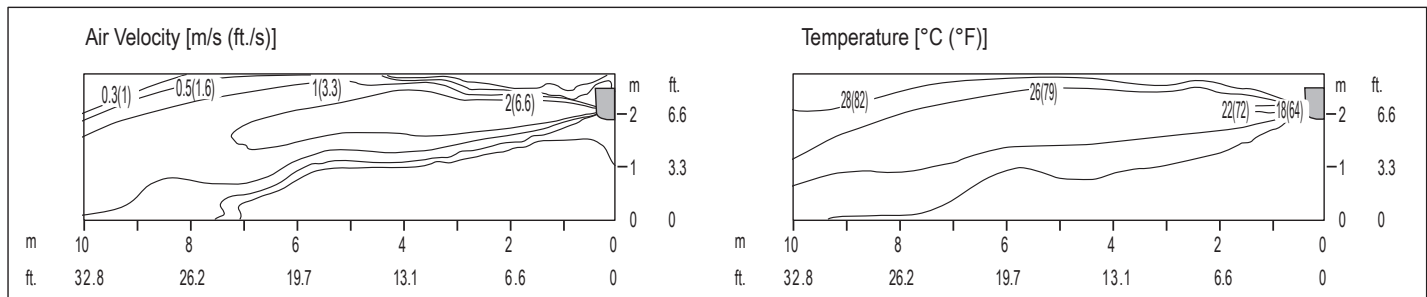 Air Velocity [m/s (ft./s)]
0.3(1)
0.5(1.6)
1(3.3)
2(6.6)
m ft.
2 6.6
1 3.3
0 0
m 10 8 6 4 2 0
ft. 32.8 26.2 19.7 13.1 6.6 0
Temperature [°C (°F)]
28(82)
26(79)
22(72)
18(64)
m ft.
2 6.6
1 3.3
0 0
m 10 8 6 4 2 0
ft. 32.8 26.2 19.7 13.1 6.6 0